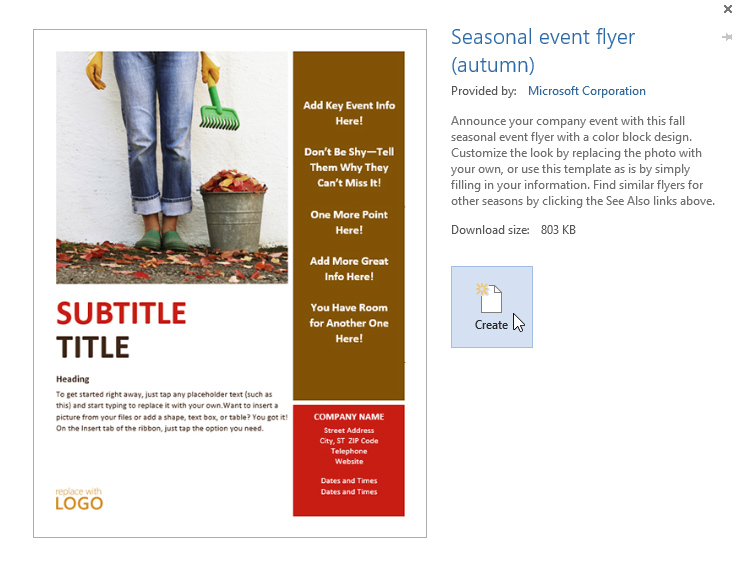 Add Key Event Info
Here!
Don't Be Shy—Tell
Them Why They
Can't Miss It!
One More Point
Here!
Add More Great
Info Here!
You Have Room
for Another One
Here!
SUBTITLE
TITLE
Heading
To get started right away, just tap any placeholder text (such as
this) and start typing to replace it with your own.Want to insert a
picture from your files or add a shape, text box, or table? You got it!
On the Insert tab of the ribbon, just tap the option you need.
replace with
LOGO
COMPANY NAME
Street Address
City, ST  ZIP Code
Telephone
Website
Dates and Times
Dates and Times
Seasonal event flyer
(autumn)
Provided by: Microsoft Corporation
Announce your company event with this fall
seasonal event flyer with a color block design.
Customize the look by replacing the photo with
your own, or use this template as is by simply
filling in your information. Find similar flyers for
other seasons by clicking the See Also links above.
Download size: 803 KB
Create